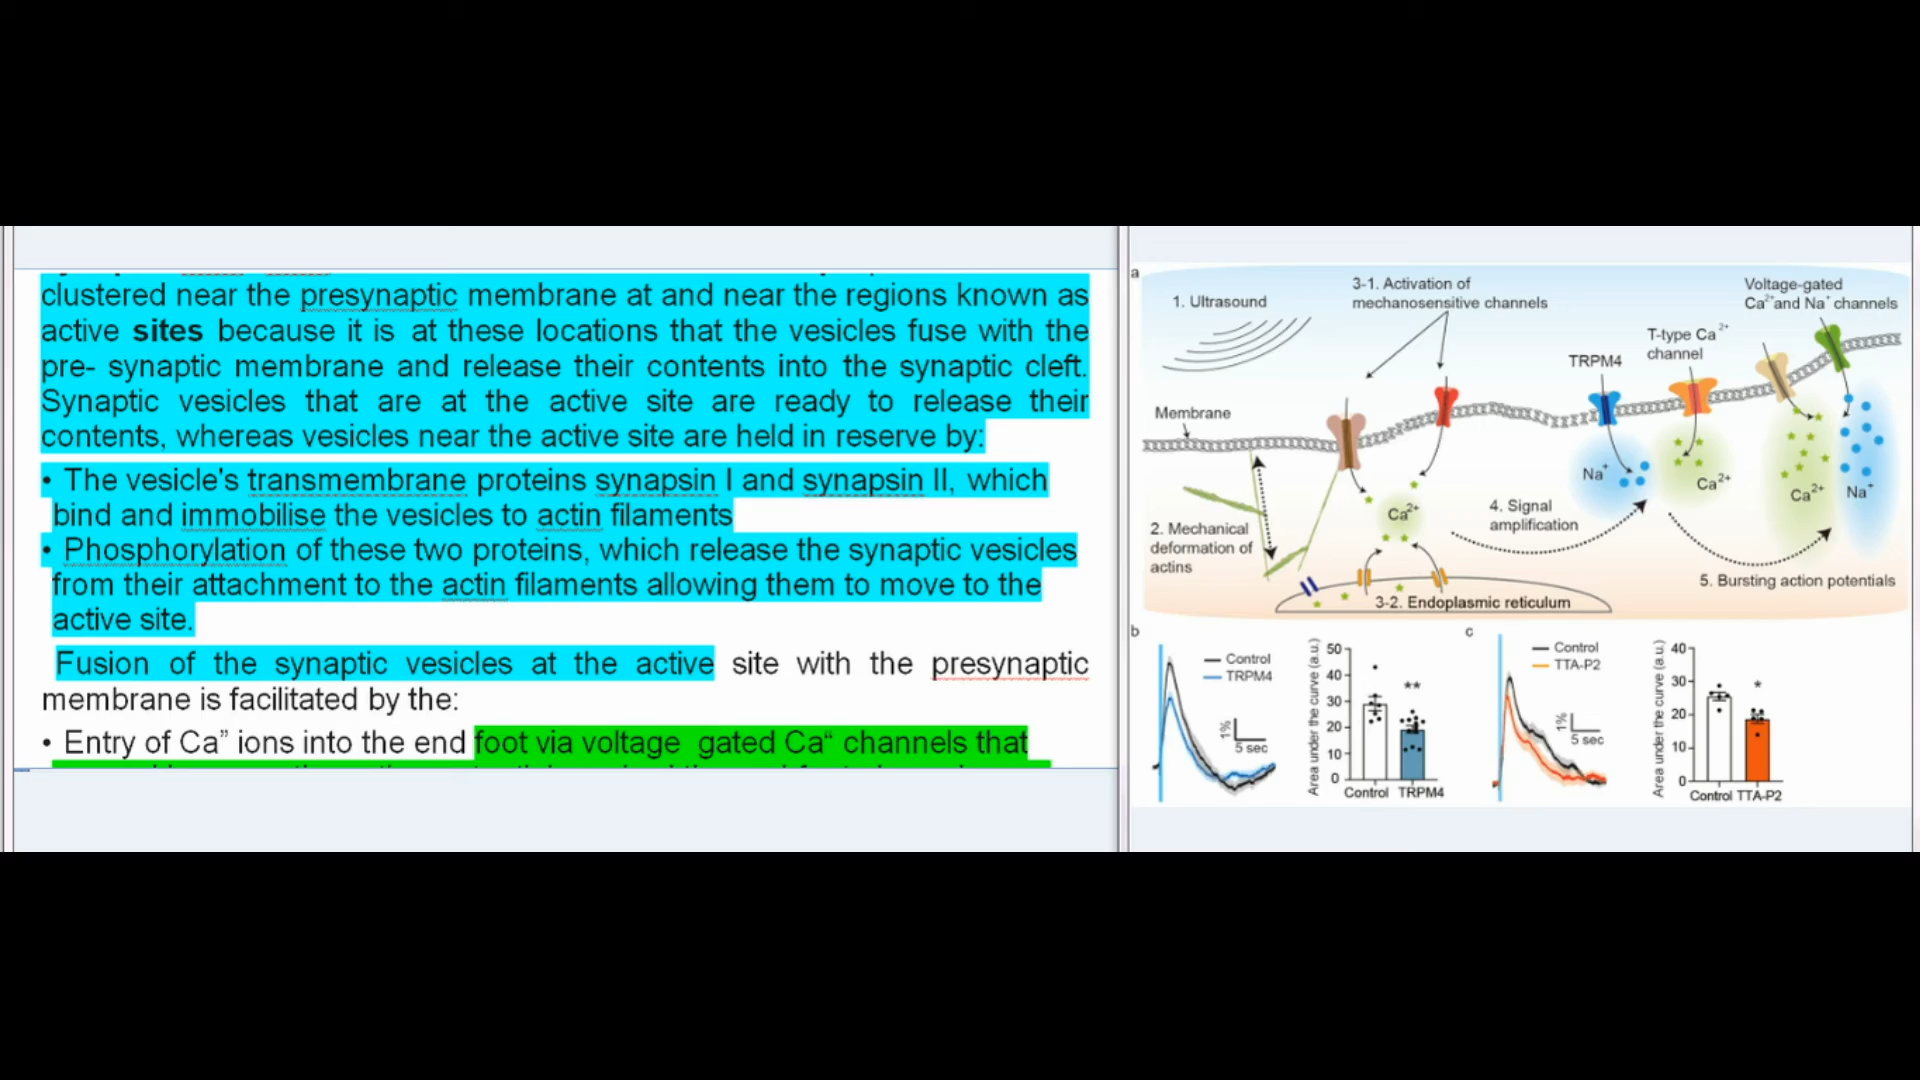 clustered near the presynaptic membrane at and near the regions known as
active sites because it is at these locations that the vesicles fuse with the
pre- synaptic membrane and release their contents into the synaptic cleft.
Synaptic vesicles that are at the active site are ready to release their
contents, whereas vesicles near the active site are held in reserve by:
• The vesicle's transmembrane proteins synapsin I and synapsin II, which
bind and immobilise the vesicles to actin filaments
• Phosphorylation of these two proteins, which release the synaptic vesicles
from their attachment to the actin filaments allowing them to move to the
active site.
Fusion of the synaptic vesicles at the active site with the presynaptic
membrane is facilitated by the:
• Entry of Ca” ions into the end foot via voltage gated Ca“ channels that
a
1. Ultrasound
3-1. Activation of
mechanosensitive channels
Voltage-gated
Ca2+and Na+ channels
T-type Ca 2+
channel
TRPM4
Membrane
Na+
Ca2+
Ca2+
Na+
Ca2+
4. Signal
amplification
2. Mechanical
deformation of
actins
5. Bursting action potentials
3-2. Endoplasmic reticulum
b
Control
TRPM4
1%
5 sec
Area under the curve (a.u.)
50
40
30
20
10
0
**
Control TRPM4
c
Control
TTA-P2
1%
5 sec
Area under the curve (a.u.)
40
30
20
10
0
*
Control TTA-P2